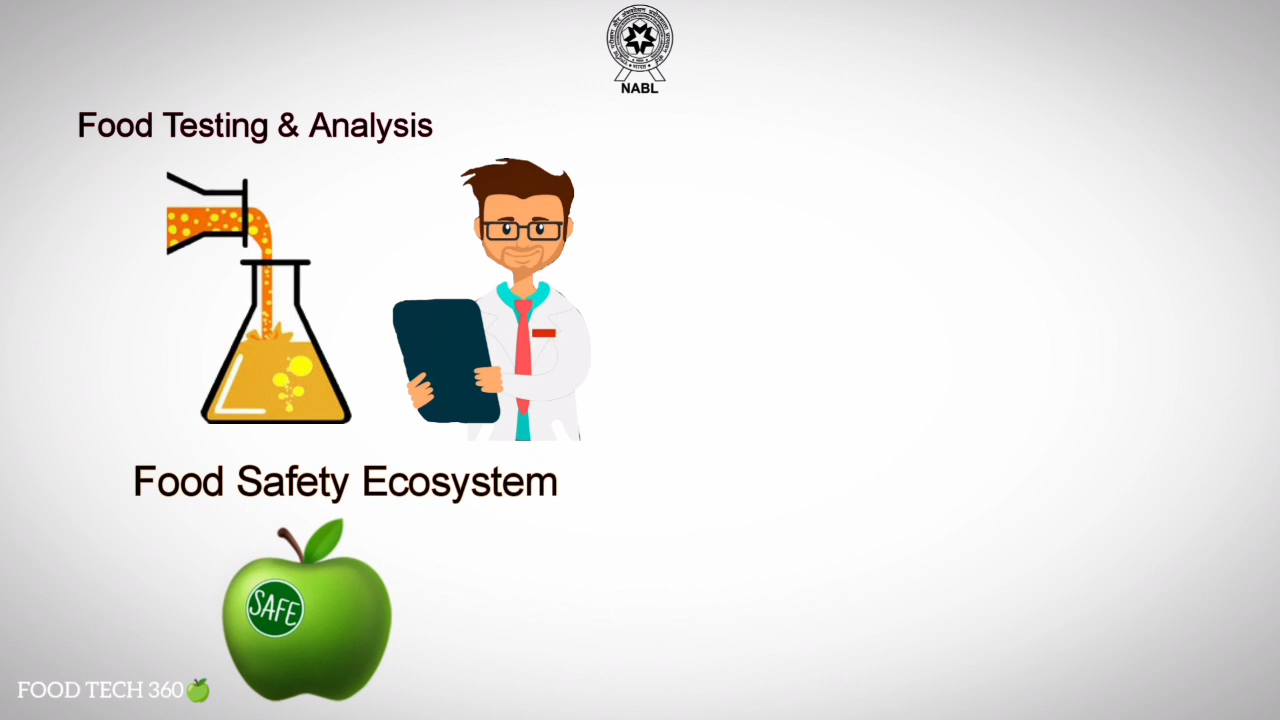 NABL
Food Testing & Analysis
Food Safety Ecosystem
SAFE
FOOD TECH 360